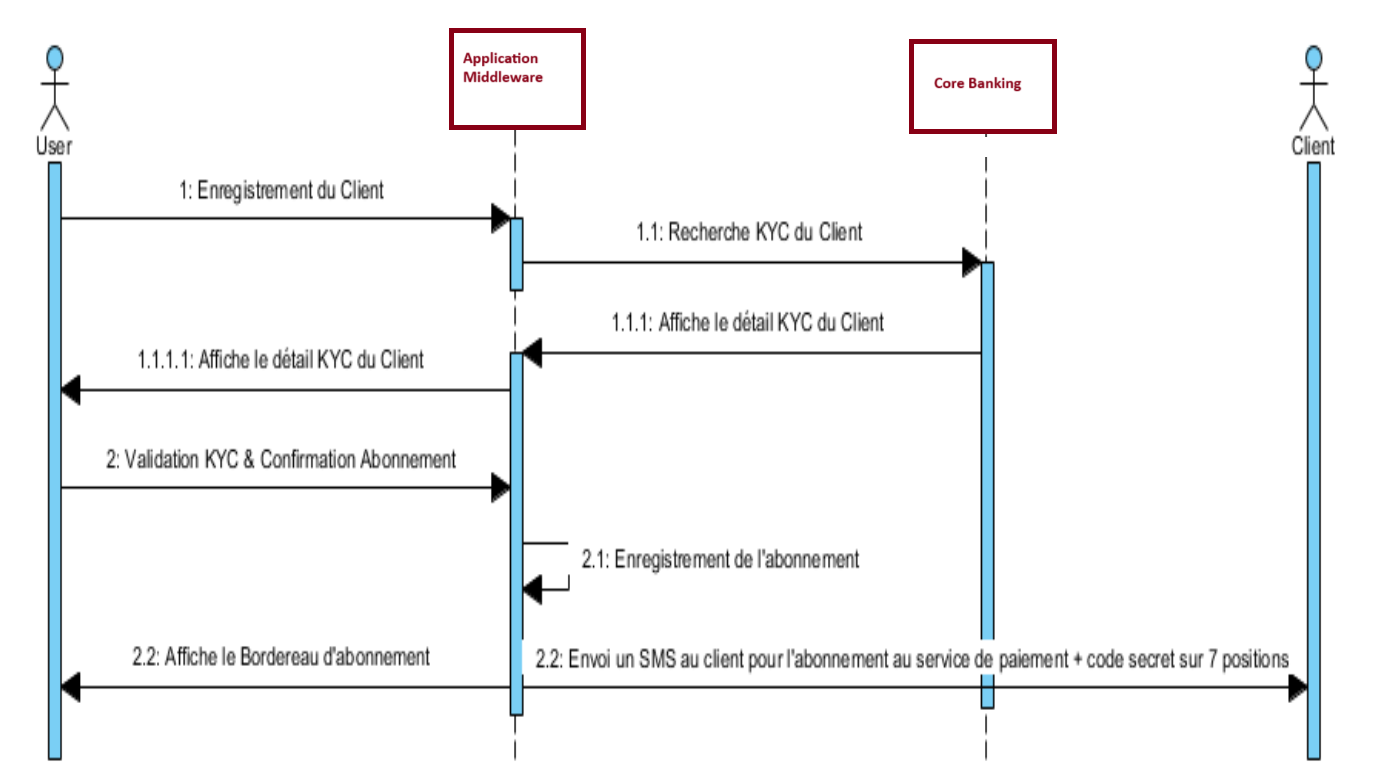 Application
Middleware
Core Banking
User
Client
1: Enregistrement du Client
1.1: Recherche KYC du Client
1.1.1: Affiche le détail KYC du Client
1.1.1.1: Affiche le détail KYC du Client
2: Validation KYC & Confirmation Abonnement
2.1: Enregistrement de l'abonnement
2.2: Affiche le Bordereau d'abonnement
2.2: Envoi un SMS au client pour l'abonnement au service de paiement + code secret sur 7 positions